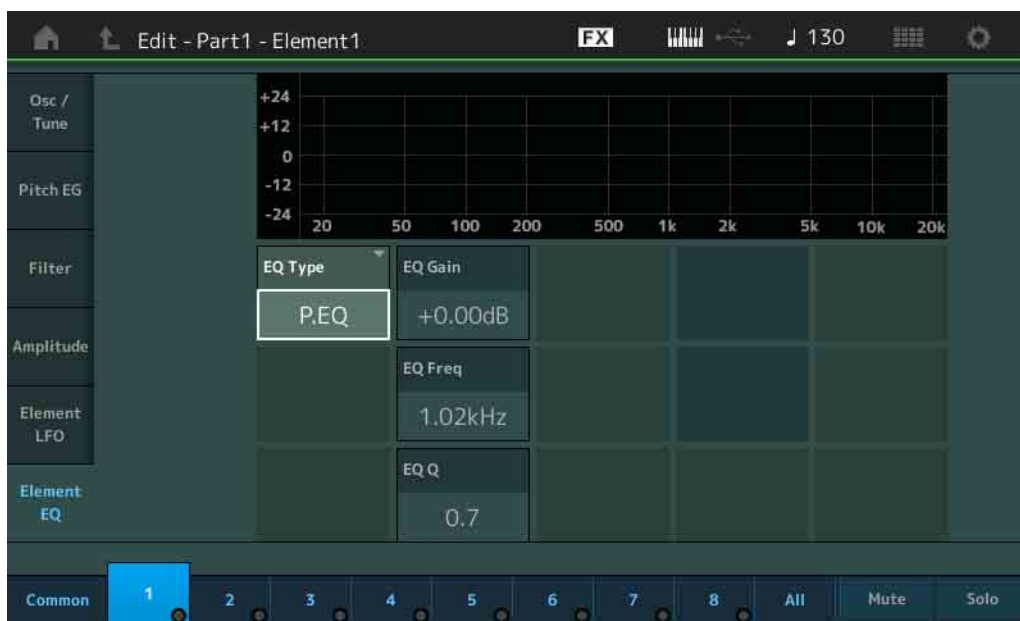 Edit - Part1 - Element1
FX
130
Osc /
Tune
Pitch EG
Filter
Amplitude
Element
LFO
Element
EQ
+24
+12
0
-12
-24
20 50 100 200 500 1k 2k 5k 10k 20k
EQ Type
P.EQ
EQ Gain
+0.00dB
EQ Freq
1.02kHz
EQ Q
0.7
Common 1 2 3 4 5 6 7 8 All Mute Solo